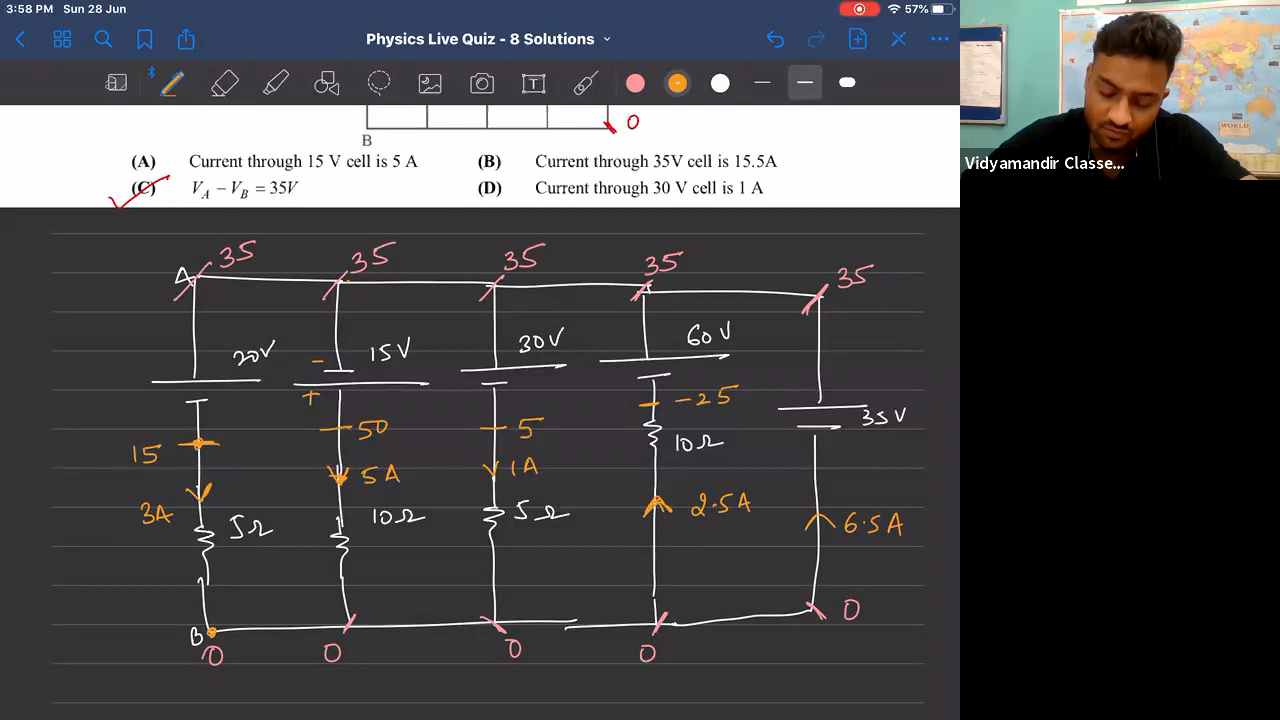 3:58 PM Sun 28 Jun
57%
Physics Live Quiz - 8 Solutions
T
B
0
(A) Current through 15 V cell is 5 A (B) Current through 35V cell is 15.5A
(C) V_A − V_B = 35V (D) Current through 30 V cell is 1 A
Vidyamandir Classe...
WORLD
A 35 35 35 35 35
20V 15V 30V 60V 35V
−
+
15 50 5 −25
3A 5A 1A 2.5A 6.5A
5Ω 10Ω 5Ω 10Ω
B
0 0 0 0 0